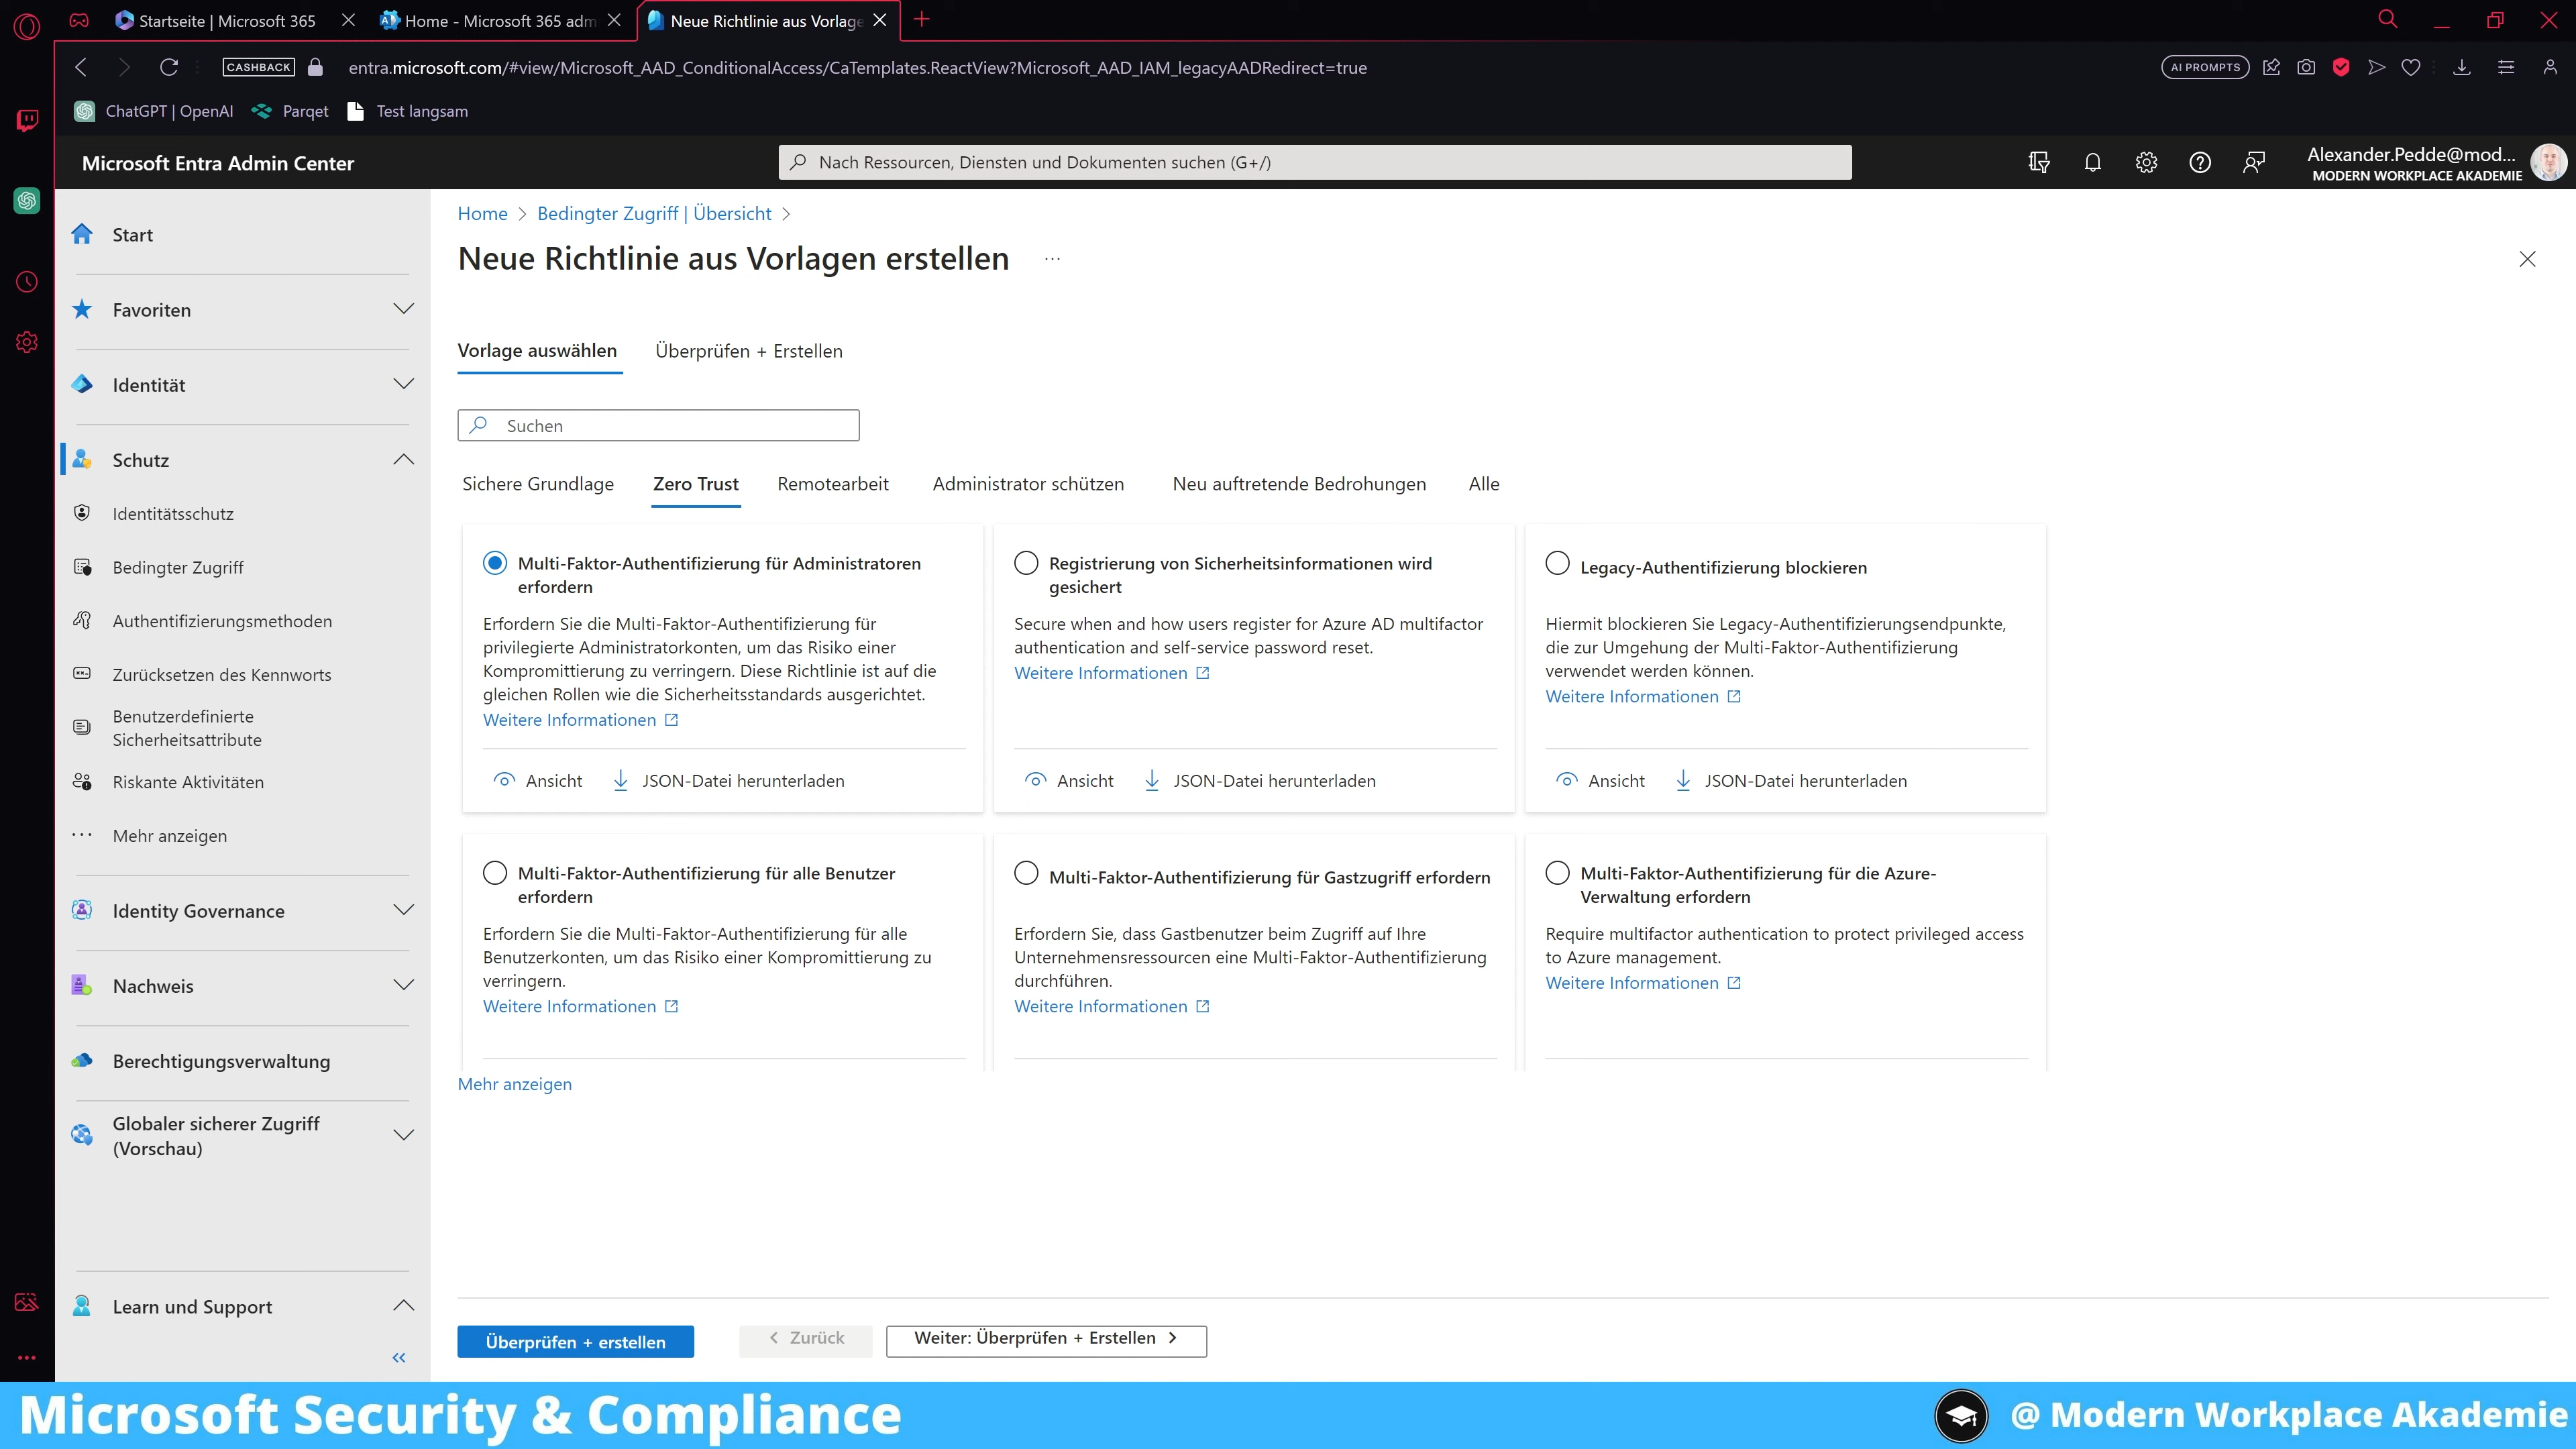 Startseite | Microsoft 365
Home - Microsoft 365 adm
Neue Richtlinie aus Vorlage
CASHBACK
entra.microsoft.com/#view/Microsoft_AAD_ConditionalAccess/CaTemplates.ReactView?Microsoft_AAD_IAM_legacyAADRedirect=true
AI PROMPTS
ChatGPT | OpenAI
Parqet
Test langsam
Microsoft Entra Admin Center
Nach Ressourcen, Diensten und Dokumenten suchen (G+/)
Alexander.Pedde@mod...
MODERN WORKPLACE AKADEMIE
Start
Favoriten
Identität
Schutz
Identitätsschutz
Bedingter Zugriff
Authentifizierungsmethoden
Zurücksetzen des Kennworts
Benutzerdefinierte
Sicherheitsattribute
Riskante Aktivitäten
Mehr anzeigen
Identity Governance
Nachweis
Berechtigungsverwaltung
Globaler sicherer Zugriff
(Vorschau)
Learn und Support
Home > Bedingter Zugriff | Übersicht >
Neue Richtlinie aus Vorlagen erstellen ...
Vorlage auswählen
Überprüfen + Erstellen
Suchen
Sichere Grundlage
Zero Trust
Remotearbeit
Administrator schützen
Neu auftretende Bedrohungen
Alle
Multi-Faktor-Authentifizierung für Administratoren
erfordern
Erfordern Sie die Multi-Faktor-Authentifizierung für
privilegierte Administratorkonten, um das Risiko einer
Kompromittierung zu verringern. Diese Richtlinie ist auf die
gleichen Rollen wie die Sicherheitsstandards ausgerichtet.
Weitere Informationen
Ansicht
JSON-Datei herunterladen
Registrierung von Sicherheitsinformationen wird
gesichert
Secure when and how users register for Azure AD multifactor
authentication and self-service password reset.
Weitere Informationen
Ansicht
JSON-Datei herunterladen
Legacy-Authentifizierung blockieren
Hiermit blockieren Sie Legacy-Authentifizierungsendpunkte,
die zur Umgehung der Multi-Faktor-Authentifizierung
verwendet werden können.
Weitere Informationen
Ansicht
JSON-Datei herunterladen
Multi-Faktor-Authentifizierung für alle Benutzer
erfordern
Erfordern Sie die Multi-Faktor-Authentifizierung für alle
Benutzerkonten, um das Risiko einer Kompromittierung zu
verringern.
Weitere Informationen
Multi-Faktor-Authentifizierung für Gastzugriff erfordern
Erfordern Sie, dass Gastbenutzer beim Zugriff auf Ihre
Unternehmensressourcen eine Multi-Faktor-Authentifizierung
durchführen.
Weitere Informationen
Multi-Faktor-Authentifizierung für die Azure-
Verwaltung erfordern
Require multifactor authentication to protect privileged access
to Azure management.
Weitere Informationen
Mehr anzeigen
Überprüfen + erstellen
< Zurück
Weiter: Überprüfen + Erstellen >
Microsoft Security & Compliance
@ Modern Workplace Akademie